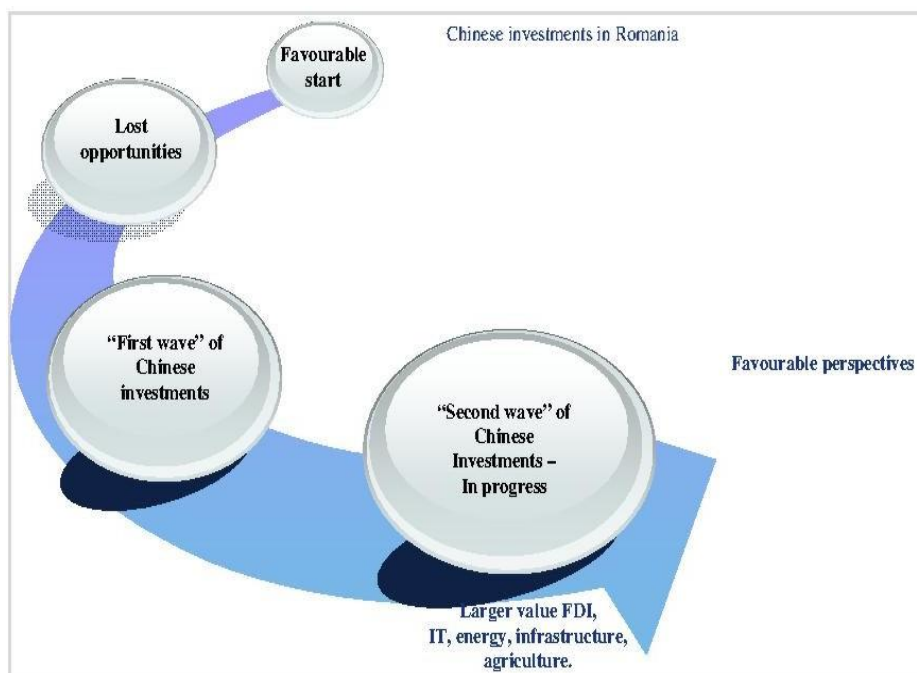 Chinese investments in Romania
Favourable
start
Lost
opportunities
“First wave” of
Chinese
investments
“Second wave” of
Chinese
Investments –
In progress
Favourable perspectives
Larger value FDI,
IT, energy, infrastructure,
agriculture.